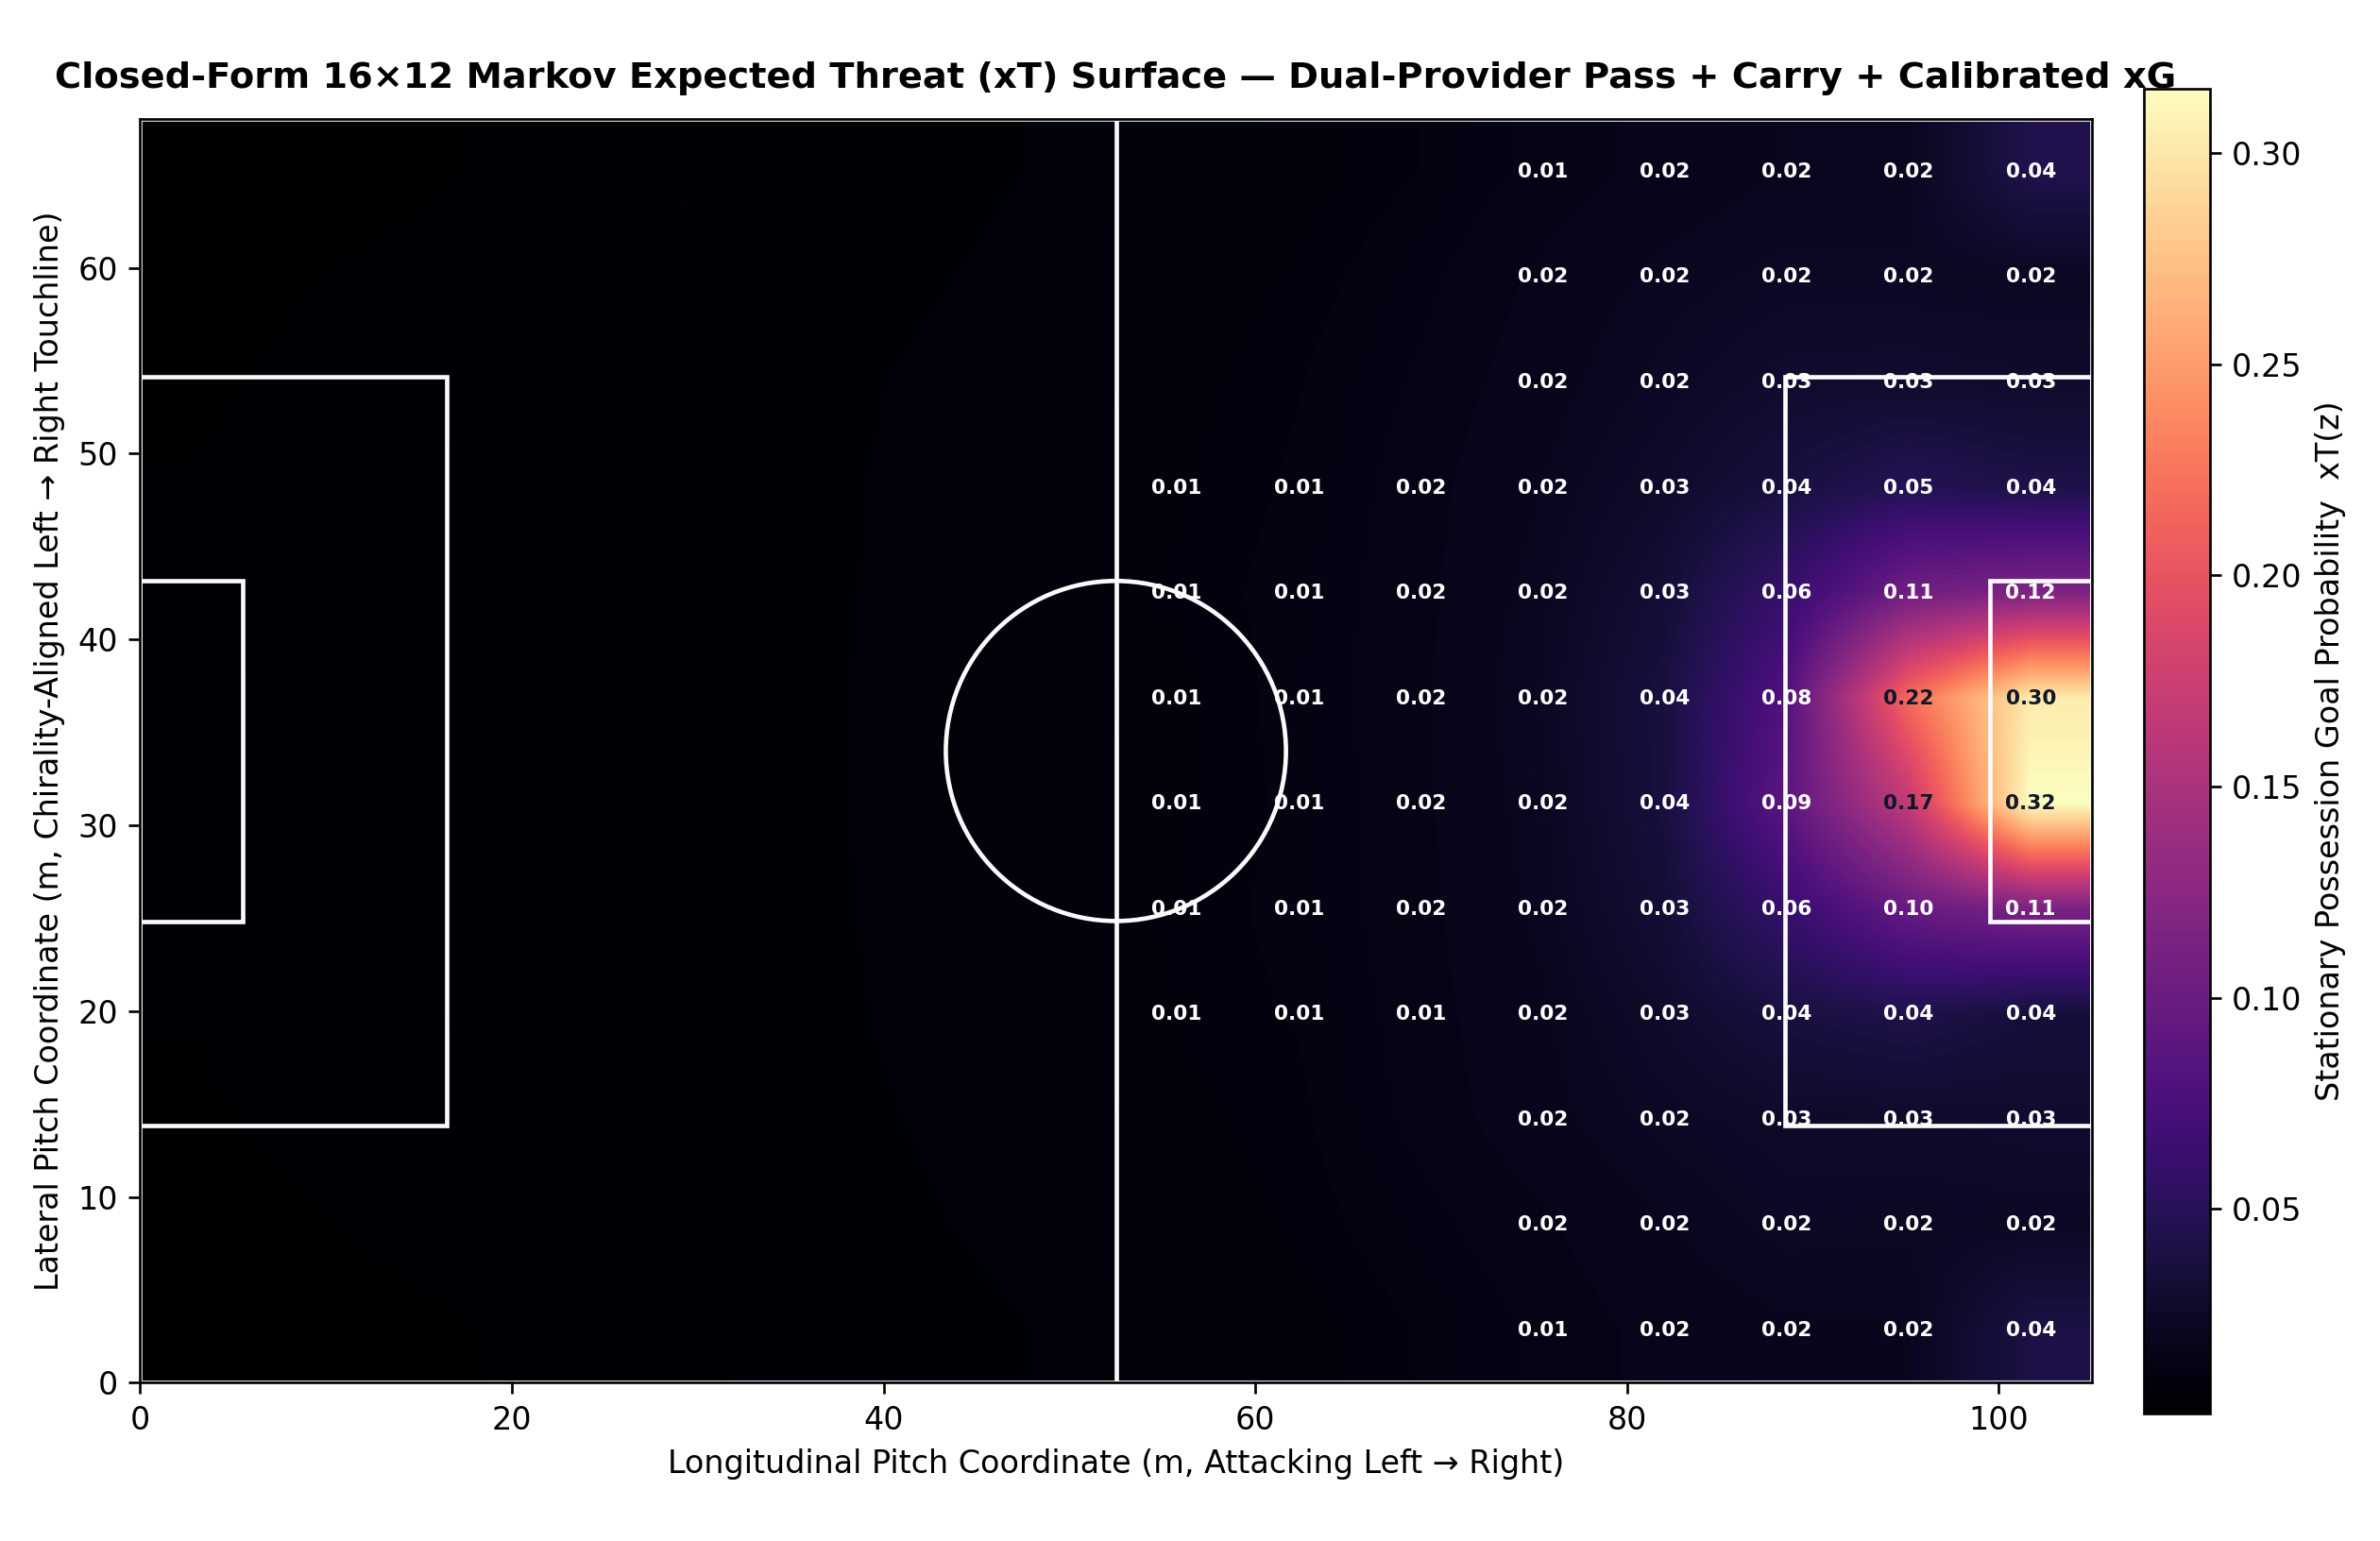 Closed-Form 16×12 Markov Expected Threat (xT) Surface — Dual-Provider Pass + Carry + Calibrated xG
Lateral Pitch Coordinate (m, Chirality-Aligned Left → Right Touchline)
60
50
40
30
20
10
0
0.01 0.02 0.02 0.02 0.04
0.02 0.02 0.02 0.02 0.02
0.02 0.02 0.03 0.03 0.03
0.01 0.01 0.02 0.02 0.03 0.04 0.05 0.04
0.01 0.01 0.02 0.02 0.03 0.06 0.11 0.12
0.01 0.01 0.02 0.02 0.04 0.08 0.22 0.30
0.01 0.01 0.02 0.02 0.04 0.09 0.17 0.32
0.01 0.01 0.02 0.02 0.03 0.06 0.10 0.11
0.01 0.01 0.01 0.02 0.03 0.04 0.04 0.04
0.02 0.02 0.03 0.03 0.03
0.02 0.02 0.02 0.02 0.02
0.01 0.02 0.02 0.02 0.04
0 20 40 60 80 100
Longitudinal Pitch Coordinate (m, Attacking Left → Right)
0.30
0.25
0.20
0.15
0.10
0.05
Stationary Possession Goal Probability xT(z)